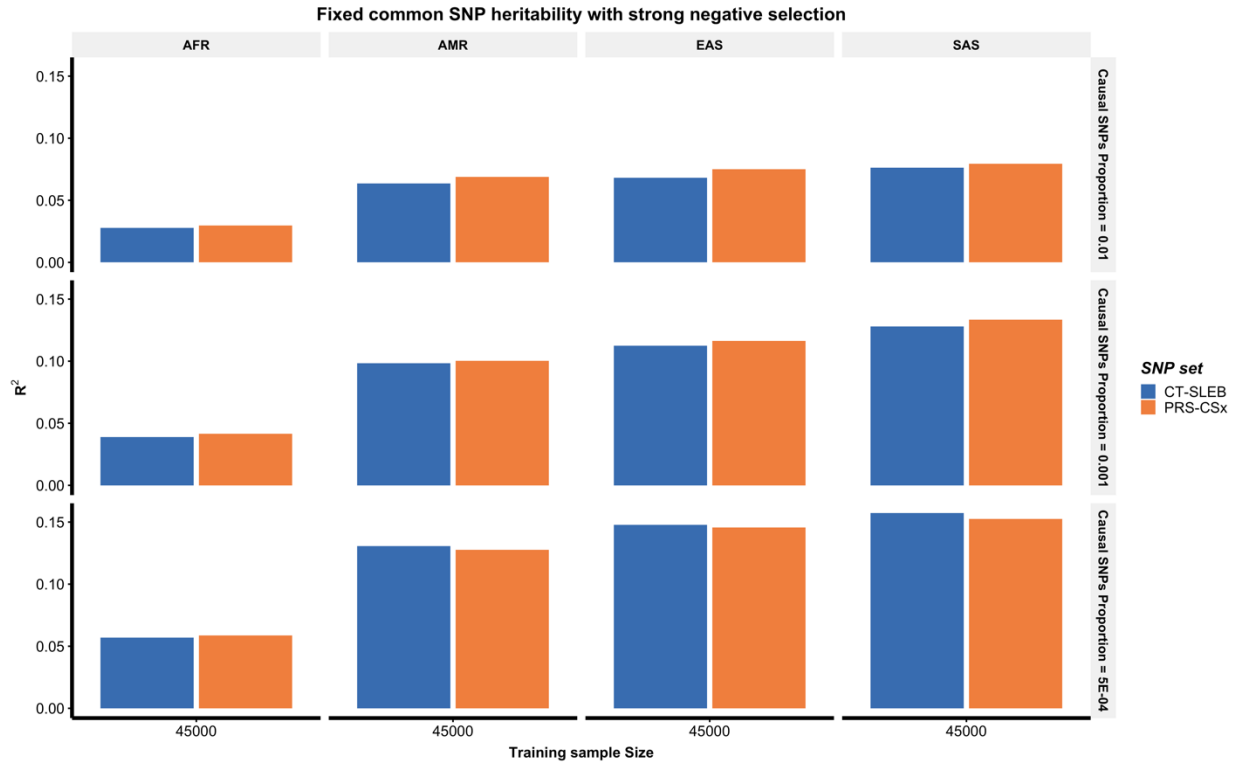 Fixed common SNP heritability with strong negative selection
AFR
AMR
EAS
SAS
0.15
0.10
0.05
0.00
Causal SNPs Proportion = 0.01
0.15
0.10
0.05
0.00
Causal SNPs Proportion = 0.001
0.15
0.10
0.05
0.00
Causal SNPs Proportion = 5E-04
R²
45000
45000
45000
45000
Training sample Size
SNP set
CT-SLEB
PRS-CSx